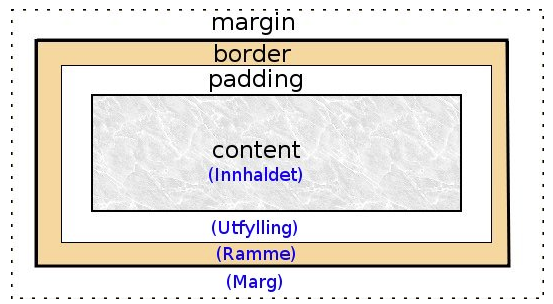 margin
border
padding
content
(Innhaldet)
(Utfylling)
(Ramme)
(Marg)